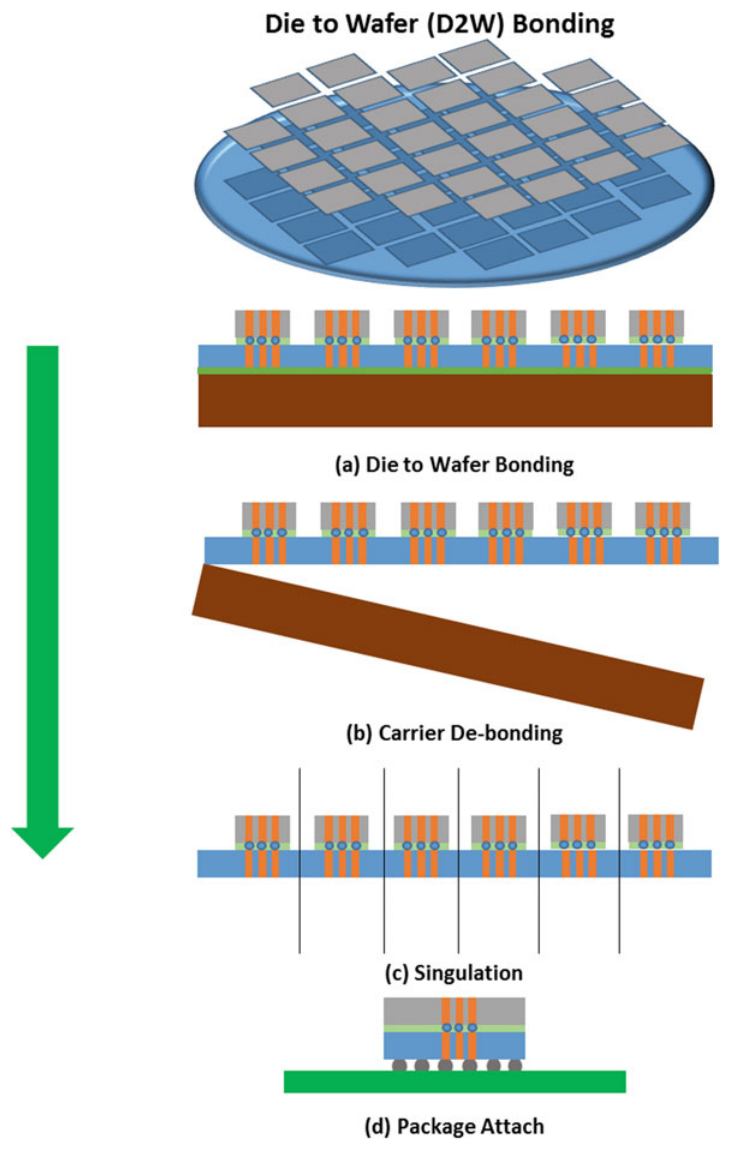 Die to Wafer (D2W) Bonding
(a) Die to Wafer Bonding
(b) Carrier De-bonding
(c) Singulation
(d) Package Attach